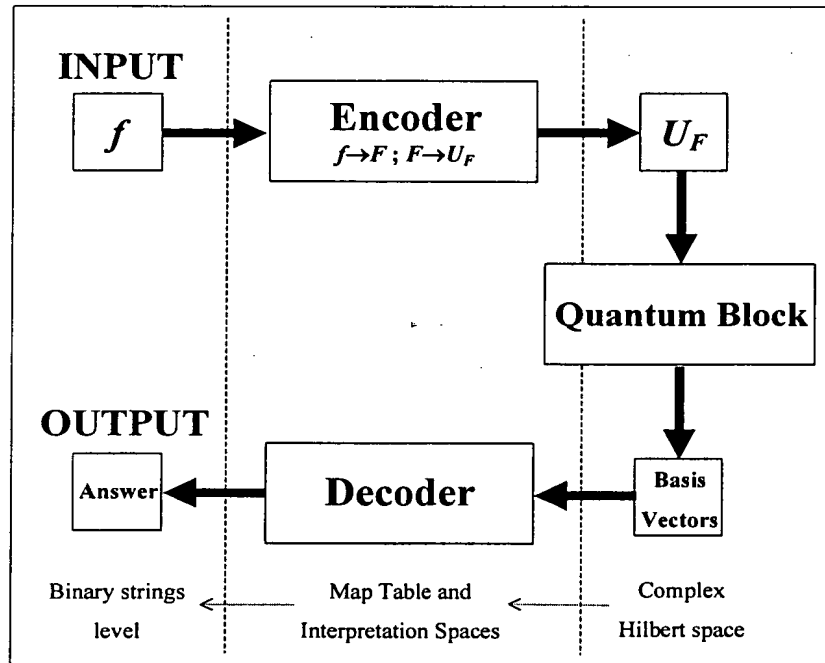 INPUT
f
Encoder
f→F ; F→U_F
U_F
Quantum Block
OUTPUT
Answer
Decoder
Basis
Vectors
Binary strings
level
Map Table and
Interpretation Spaces
Complex
Hilbert space